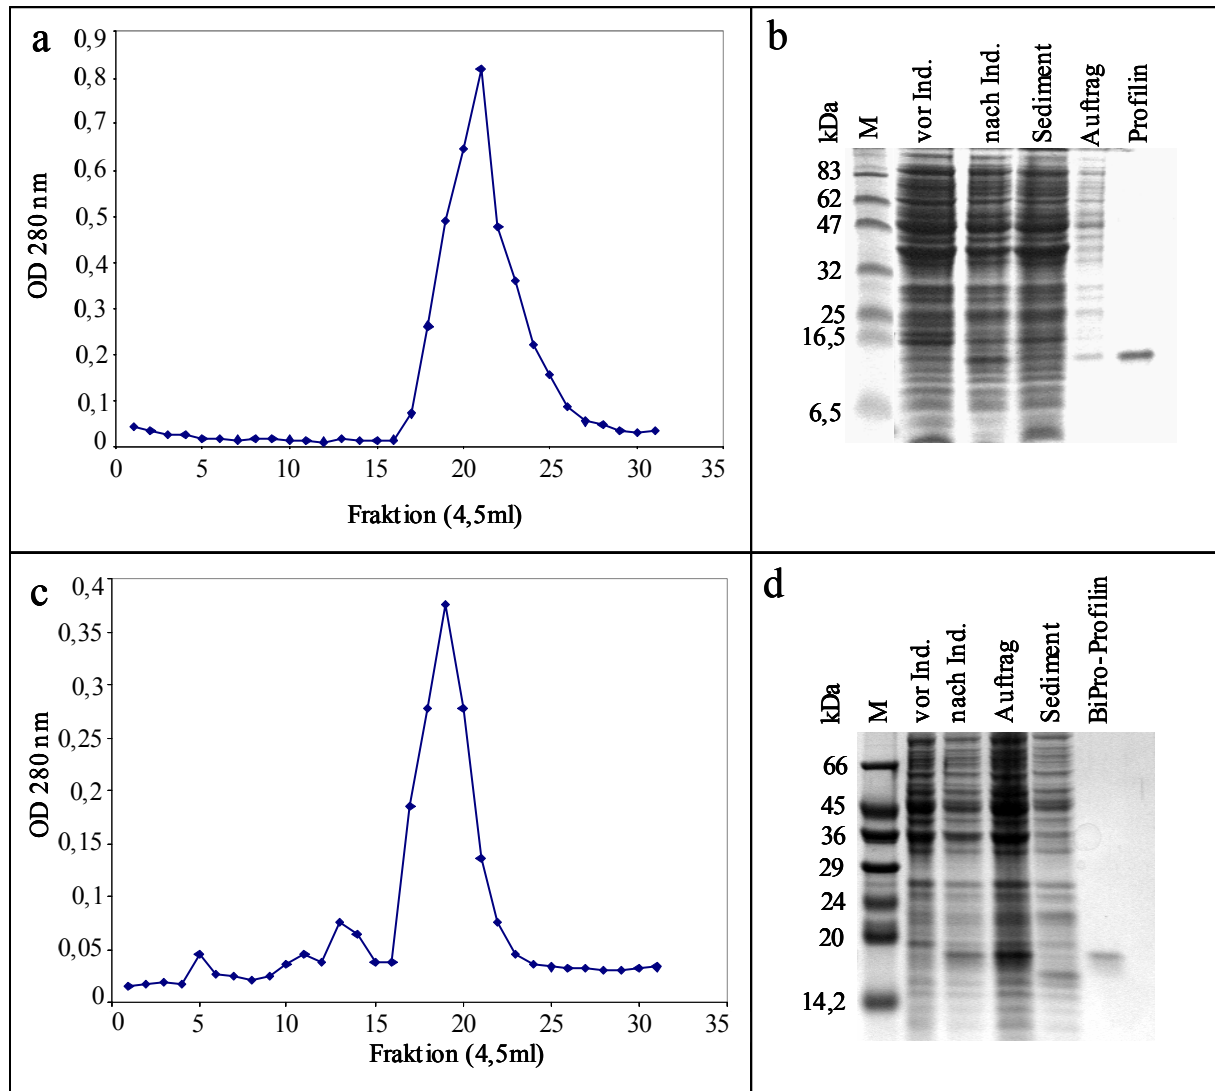 a
0,9
0,8
0,7
0,6
0,5
0,4
0,3
0,2
0,1
0
OD 280 nm
0 5 10 15 20 25 30 35
Fraktion (4,5ml)
b
kDa
M
vor Ind.
nach Ind.
Sediment
Auftrag
Profilin
83
62
47
32
25
16,5
6,5
c
0,4
0,35
0,3
0,25
0,2
0,15
0,1
0,05
0
OD 280 nm
0 5 10 15 20 25 30 35
Fraktion (4,5ml)
d
kDa
M
vor Ind.
nach Ind.
Auftrag
Sediment
BiPro-Profilin
66
45
36
29
24
20
14,2